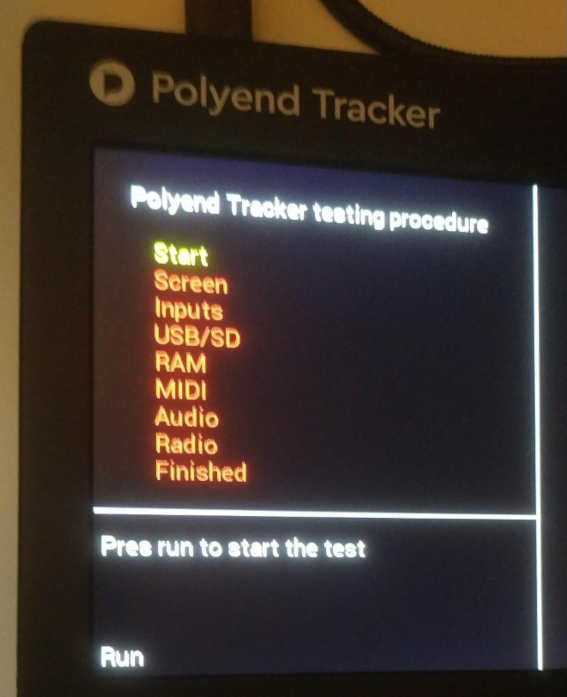 Polyend Tracker
Polyend Tracker testing procedure
Start
Screen
Inputs
USB/SD
RAM
MIDI
Audio
Radio
Finished
Pres run to start the test
Run